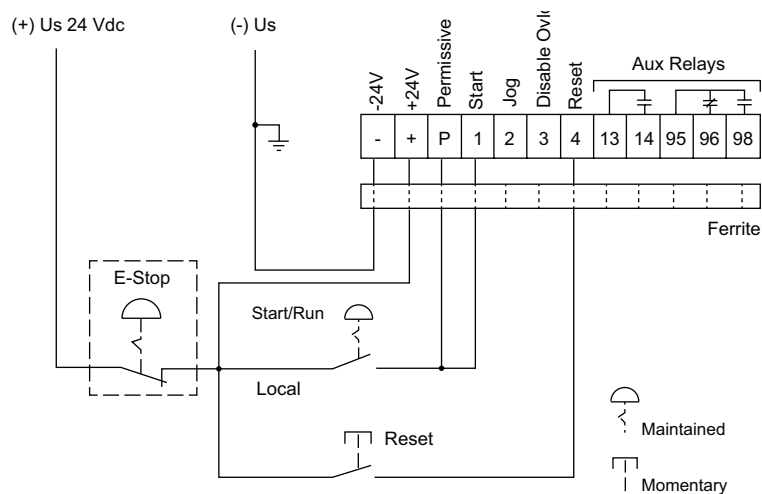 (+) Us 24 Vdc
(-) Us
-24V
+24V
Permissive
Start
Jog
Disable Ovld
Reset
Aux Relays
- + P 1 2 3 4 13 14 95 96 98
Ferrite
E-Stop
Start/Run
Local
Reset
Maintained
Momentary